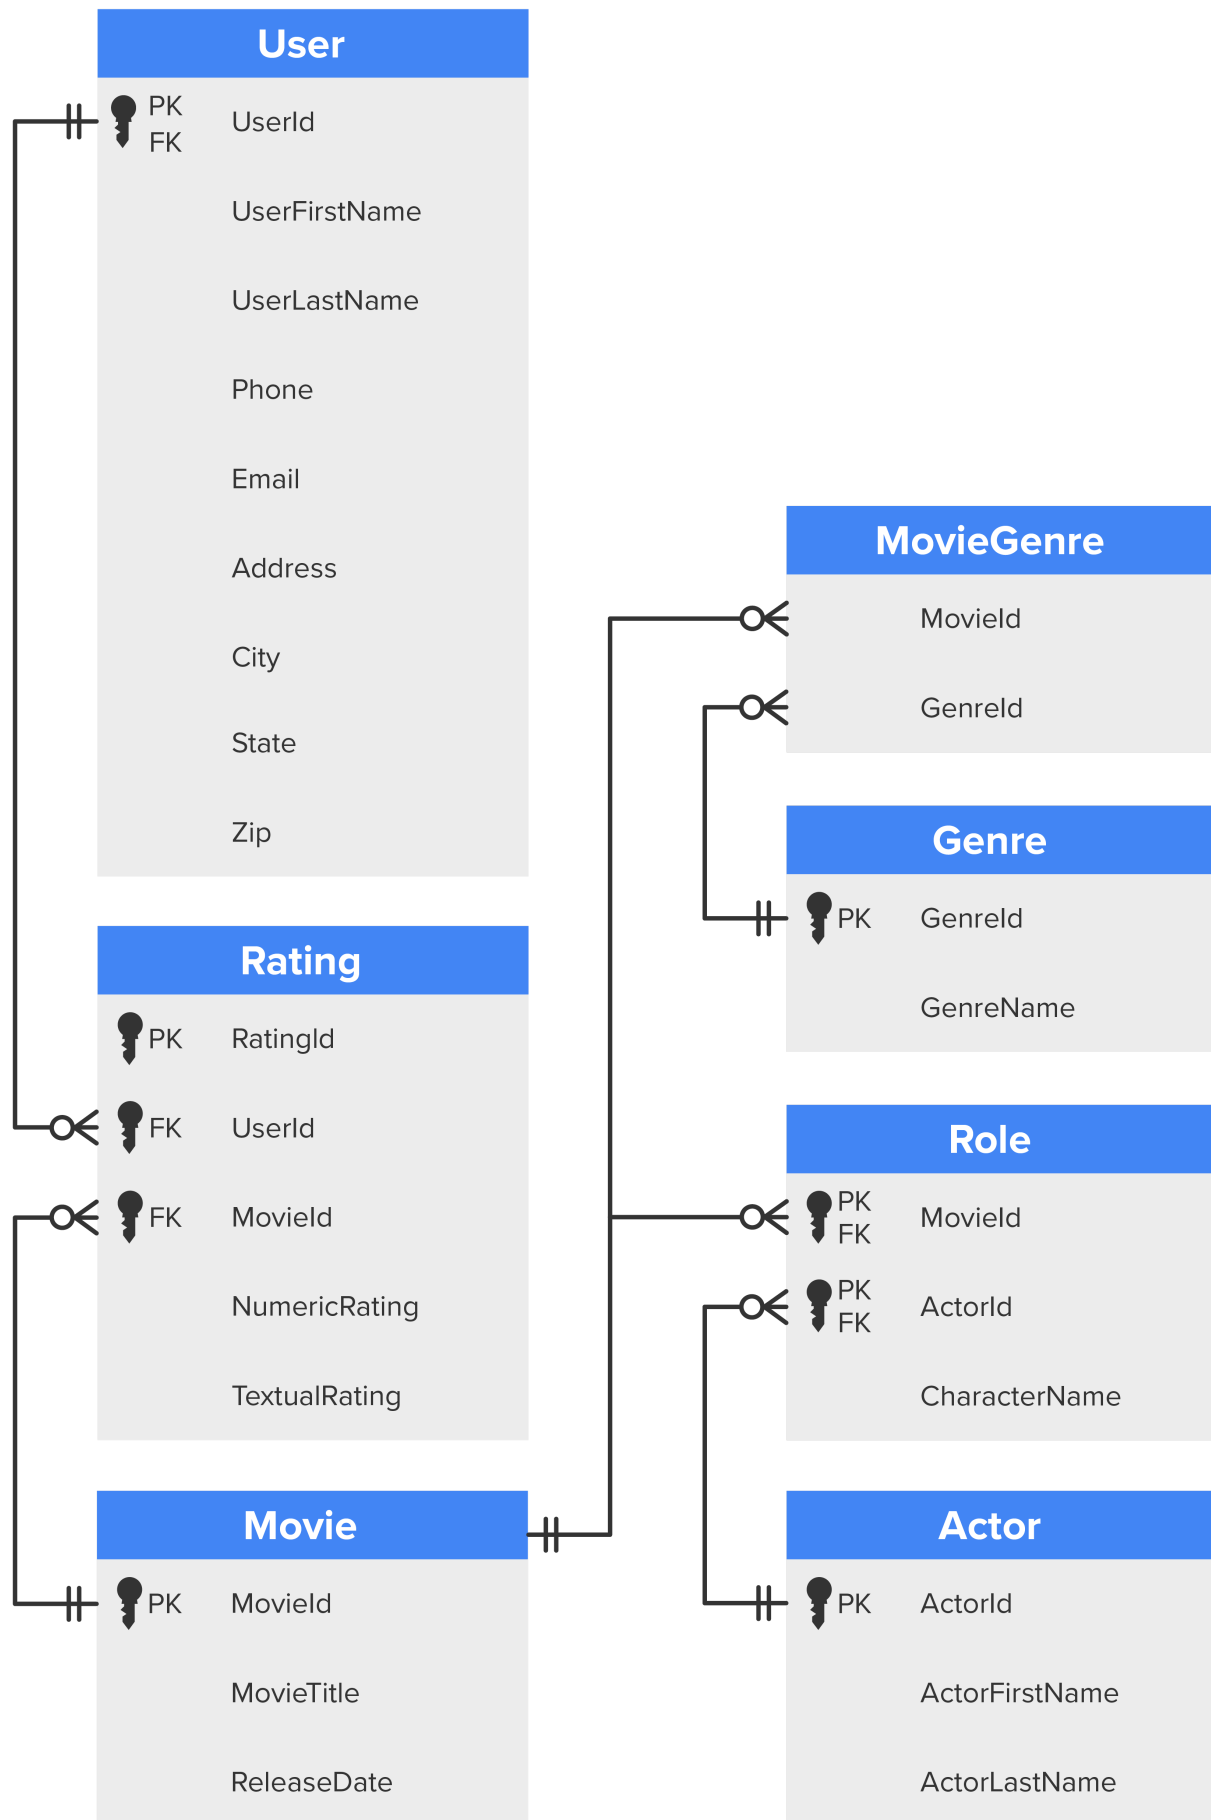 User
PK
FK
UserId
UserFirstName
UserLastName
Phone
Email
Address
City
State
Zip
Rating
PK RatingId
FK UserId
FK MovieId
NumericRating
TextualRating
Movie
PK MovieId
MovieTitle
ReleaseDate
MovieGenre
MovieId
GenreId
Genre
PK GenreId
GenreName
Role
PK
FK
MovieId
PK
FK
ActorId
CharacterName
Actor
PK ActorId
ActorFirstName
ActorLastName